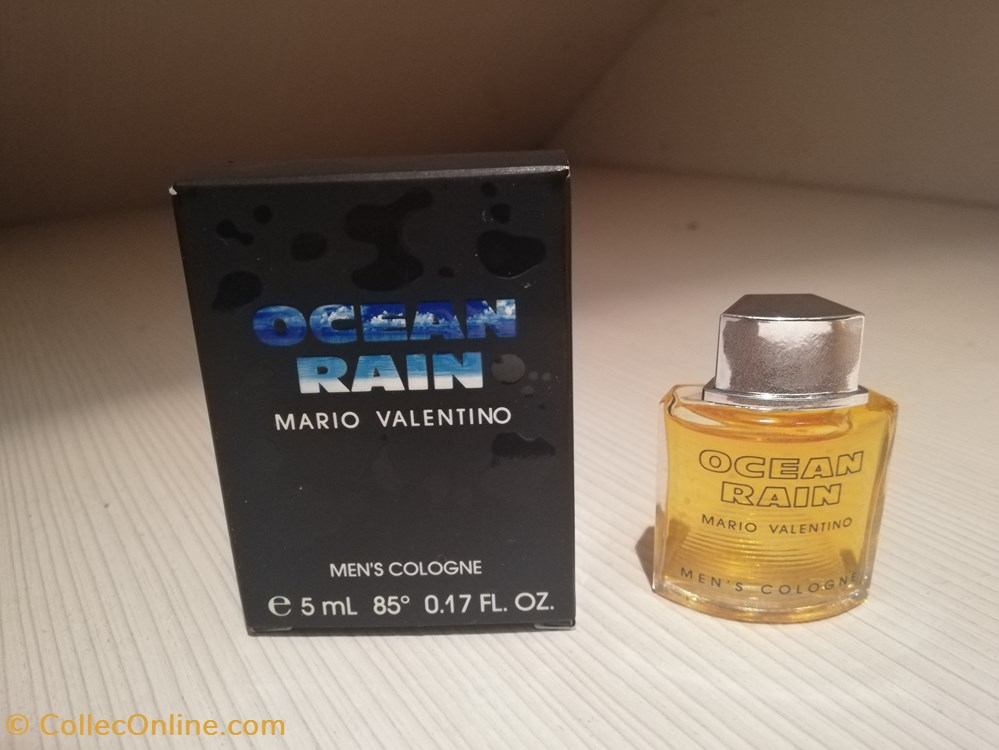 OCEAN
RAIN
MARIO VALENTINO
MEN'S COLOGNE
℮ 5 mL 85° 0.17 FL. OZ.
OCEAN
RAIN
MARIO VALENTINO
MEN'S COLOGNE
© CollecOnline.com